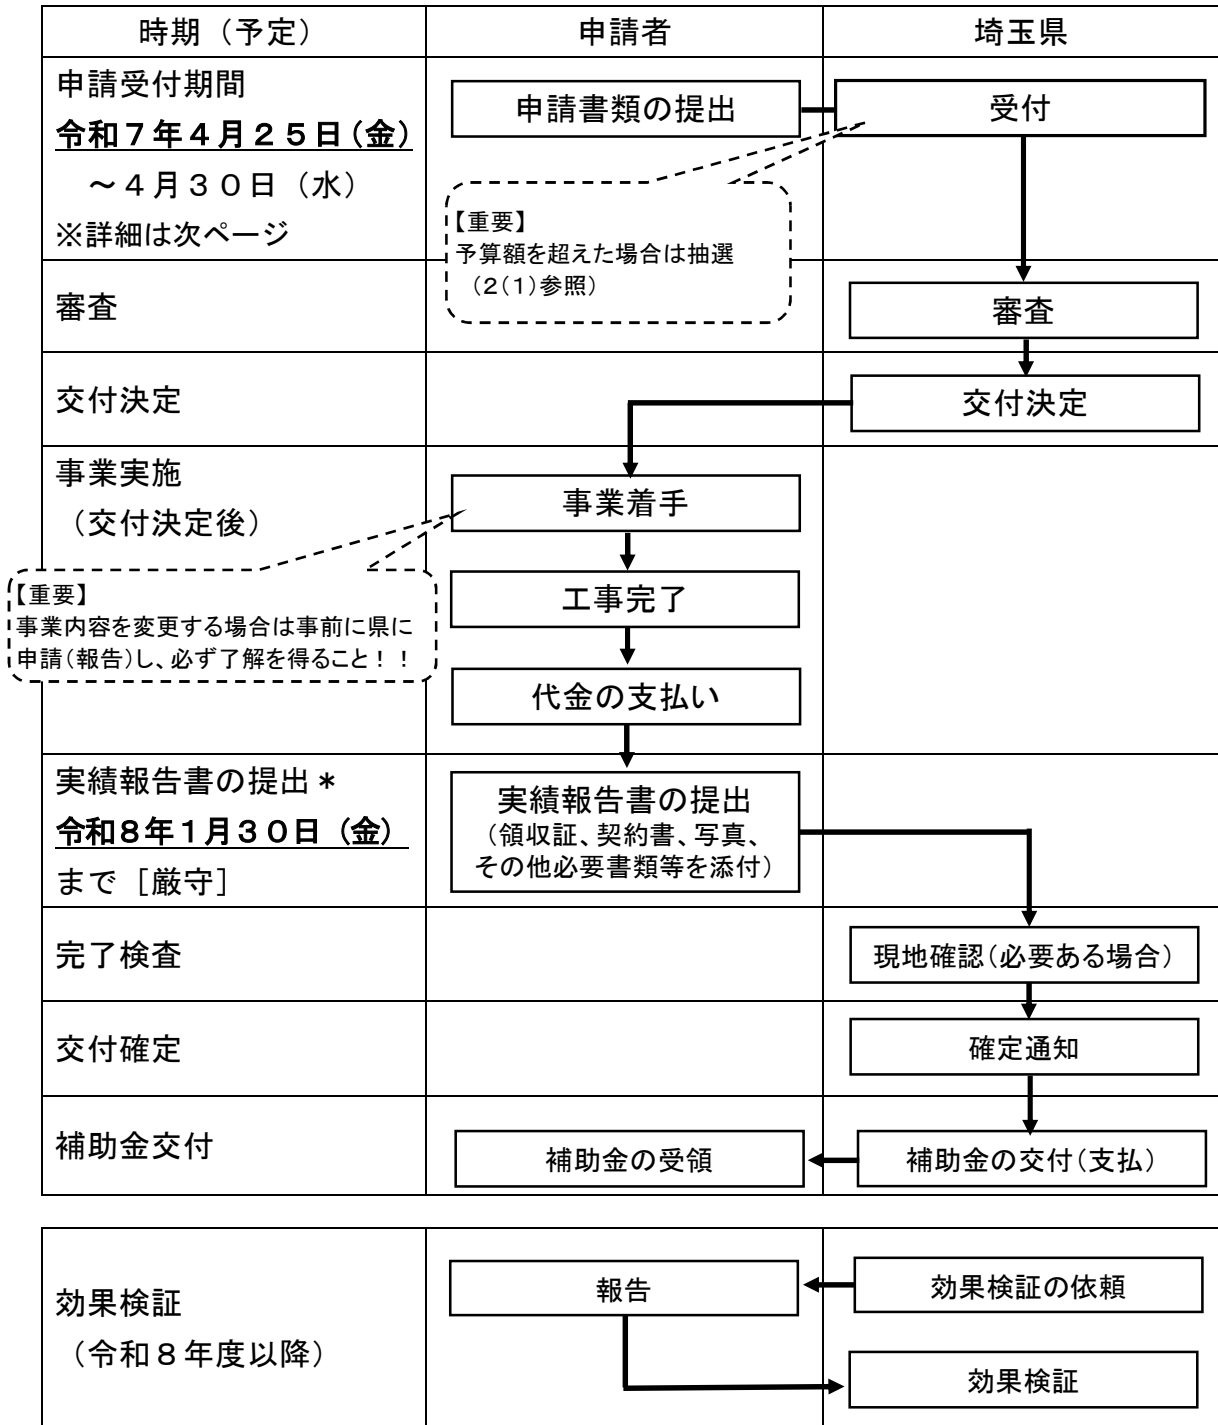 時期（予定）
申請者
埼玉県
申請受付期間
令和７年４月２５日（金）
～４月３０日（水）
※詳細は次ページ
申請書類の提出
受付
【重要】
予算額を超えた場合は抽選
（２（１）参照）
審査
審査
交付決定
交付決定
事業実施
（交付決定後）
事業着手
【重要】
事業内容を変更する場合は事前に県に
申請（報告）し、必ず了解を得ること！！
工事完了
代金の支払い
実績報告書の提出＊
令和８年１月３０日（金）
まで［厳守］
実績報告書の提出
（領収証、契約書、写真、
その他必要書類等を添付）
完了検査
現地確認（必要ある場合）
交付確定
確定通知
補助金交付
補助金の受領
補助金の交付（支払）
効果検証
（令和８年度以降）
報告
効果検証の依頼
効果検証